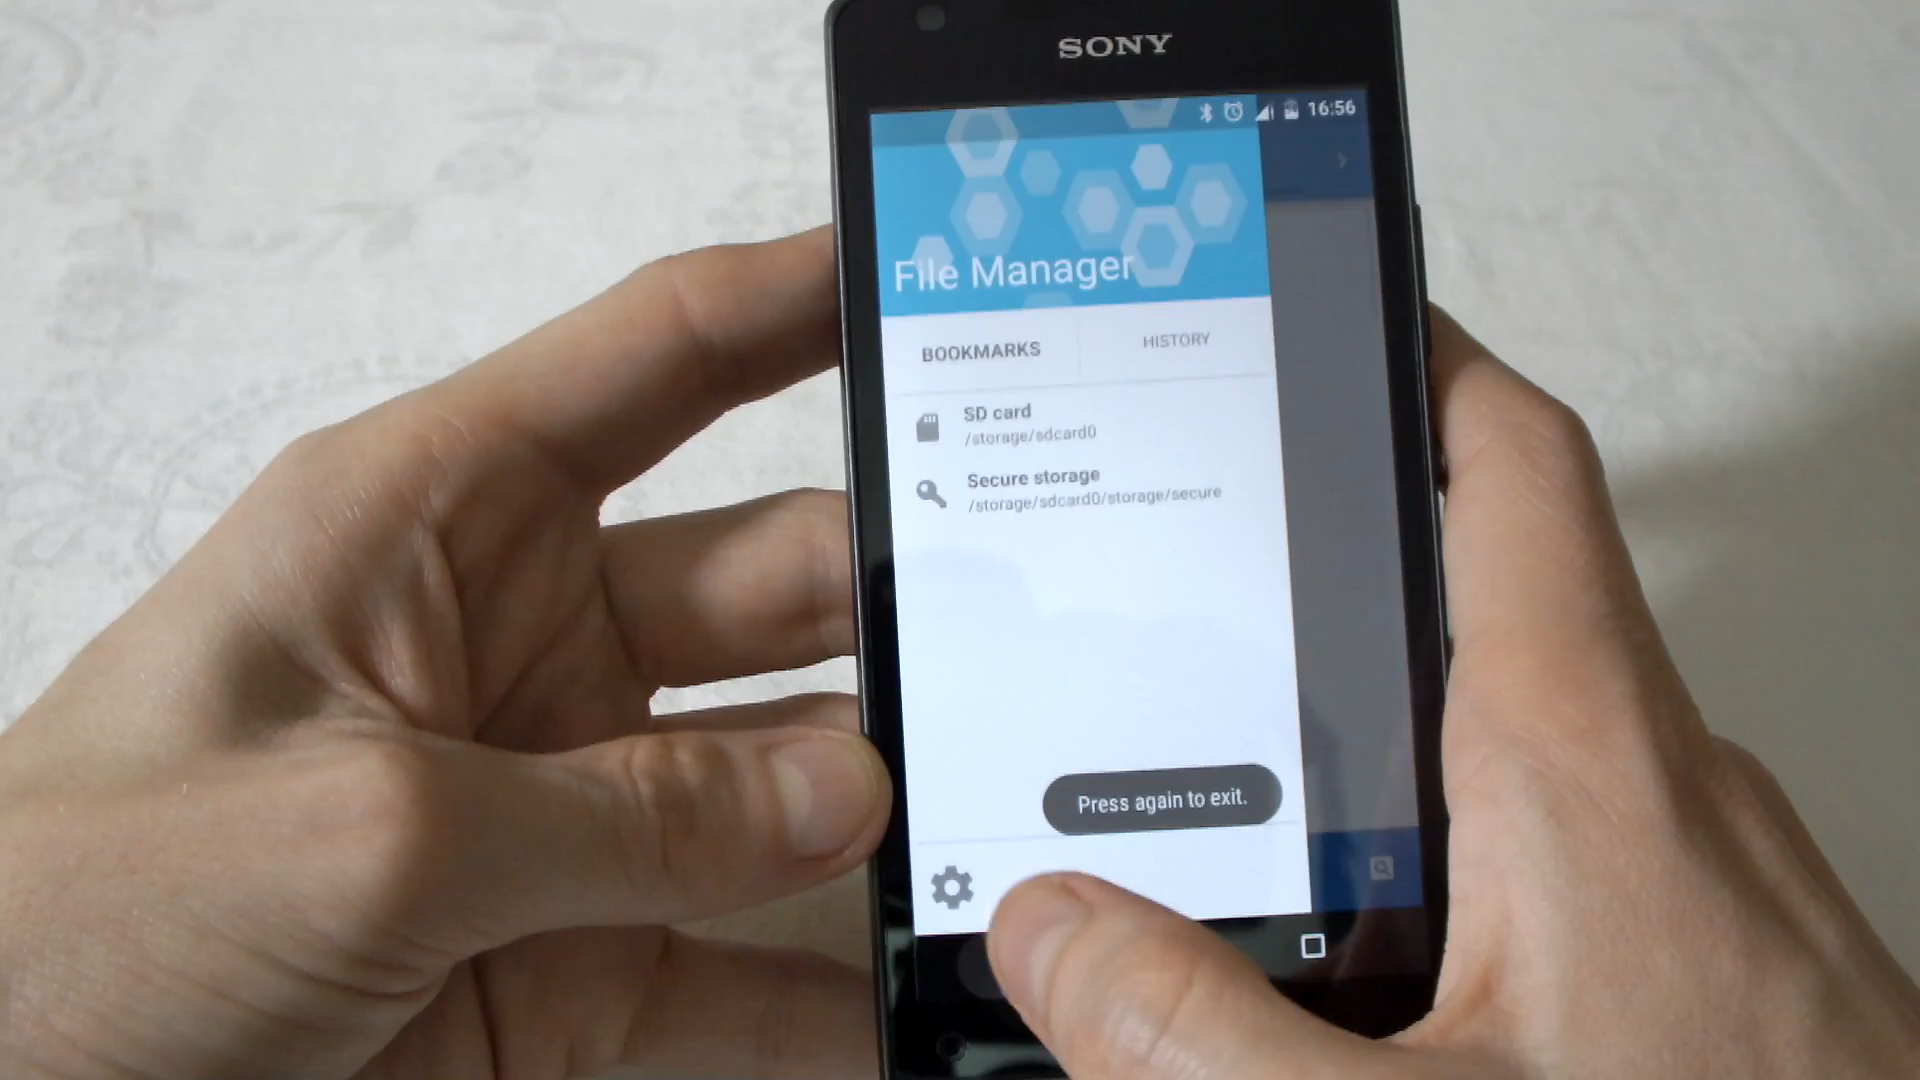 SONY
16:56
File Manager
BOOKMARKS
HISTORY
SD card
/storage/sdcard0
Secure storage
/storage/sdcard0/storage/secure
Press again to exit.